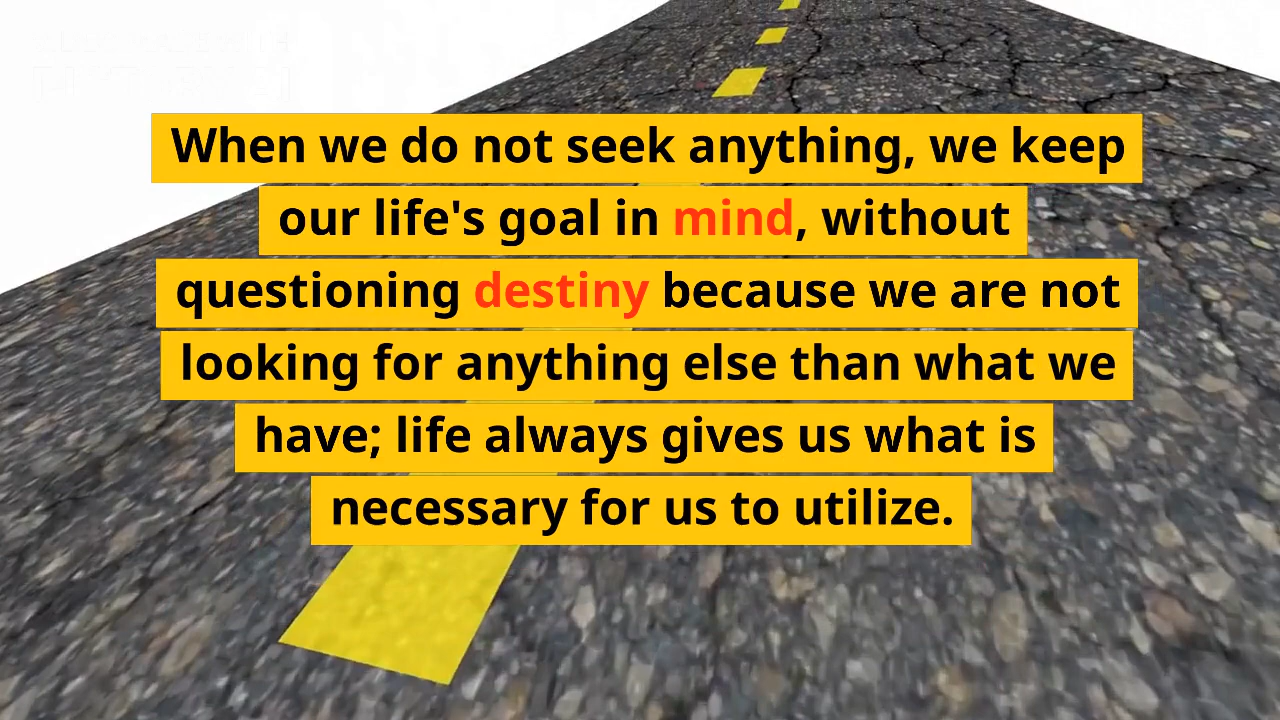 When we do not seek anything, we keep
our life's goal in mind, without
questioning destiny because we are not
looking for anything else than what we
have; life always gives us what is
necessary for us to utilize.